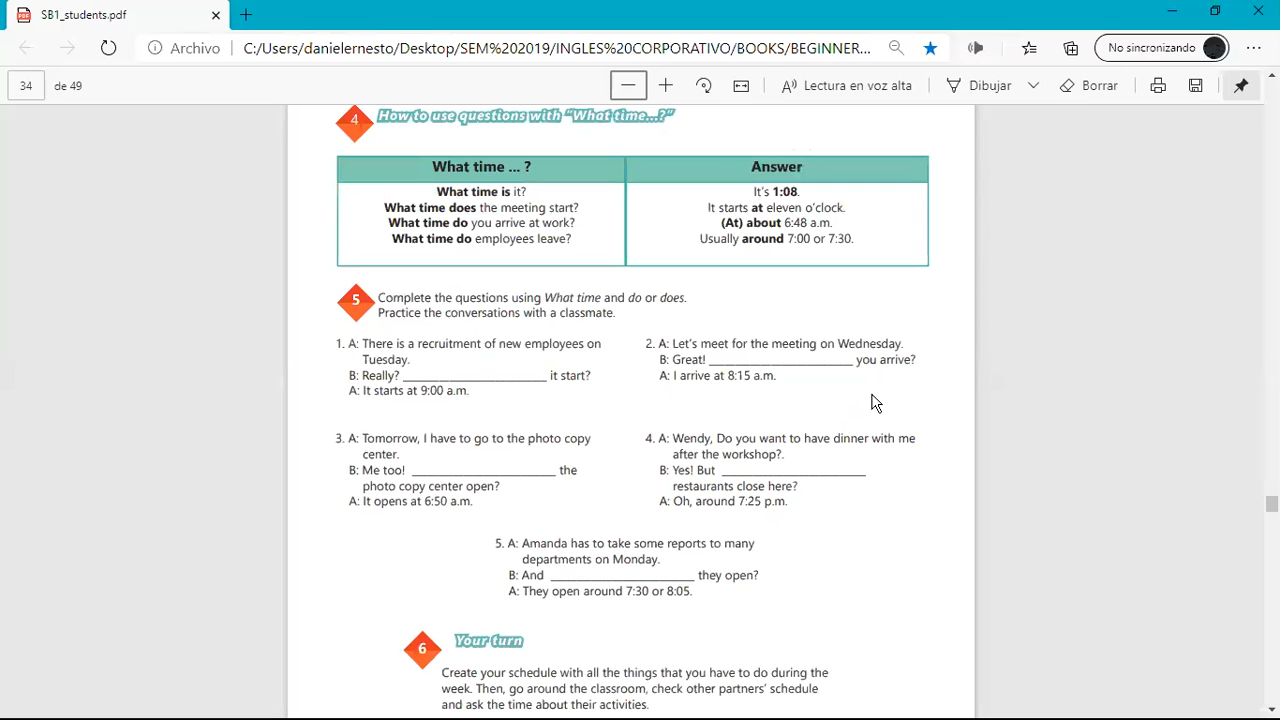 SB1_students.pdf
Archivo
C:/Users/danielernesto/Desktop/SEM%202019/INGLES%20CORPORATIVO/BOOKS/BEGINNER...
No sincronizando
34
de 49
Lectura en voz alta
Dibujar
Borrar
4
How to use questions with "What time...?"
What time ... ?
Answer
What time is it?
It's 1:08.
What time does the meeting start?
It starts at eleven o'clock.
What time do you arrive at work?
(At) about 6:48 a.m.
What time do employees leave?
Usually around 7:00 or 7:30.
5
Complete the questions using What time and do or does.
Practice the conversations with a classmate.
1. A: There is a recruitment of new employees on
Tuesday.
B: Really? ______________________ it start?
A: It starts at 9:00 a.m.
2. A: Let's meet for the meeting on Wednesday.
B: Great! ______________________ you arrive?
A: I arrive at 8:15 a.m.
3. A: Tomorrow, I have to go to the photo copy
center.
B: Me too! ______________________ the
photo copy center open?
A: It opens at 6:50 a.m.
4. A: Wendy, Do you want to have dinner with me
after the workshop?.
B: Yes! But ______________________
restaurants close here?
A: Oh, around 7:25 p.m.
5. A: Amanda has to take some reports to many
departments on Monday.
B: And ______________________ they open?
A: They open around 7:30 or 8:05.
6
Your turn
Create your schedule with all the things that you have to do during the
week. Then, go around the classroom, check other partners' schedule
and ask the time about their activities.